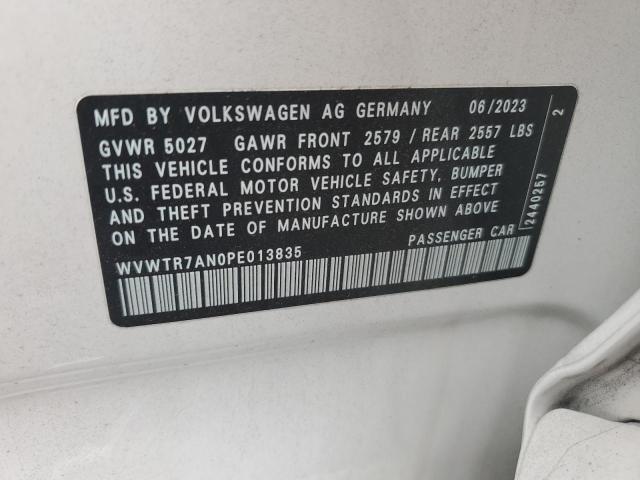 MFD BY VOLKSWAGEN AG GERMANY 06/2023
GVWR 5027 GAWR FRONT 2579 / REAR 2557 LBS
THIS VEHICLE CONFORMS TO ALL APPLICABLE
U.S. FEDERAL MOTOR VEHICLE SAFETY, BUMPER
AND THEFT PREVENTION STANDARDS IN EFFECT
ON THE DATE OF MANUFACTURE SHOWN ABOVE.
WVWTR7AN0PE013835 PASSENGER CAR
2440257 2